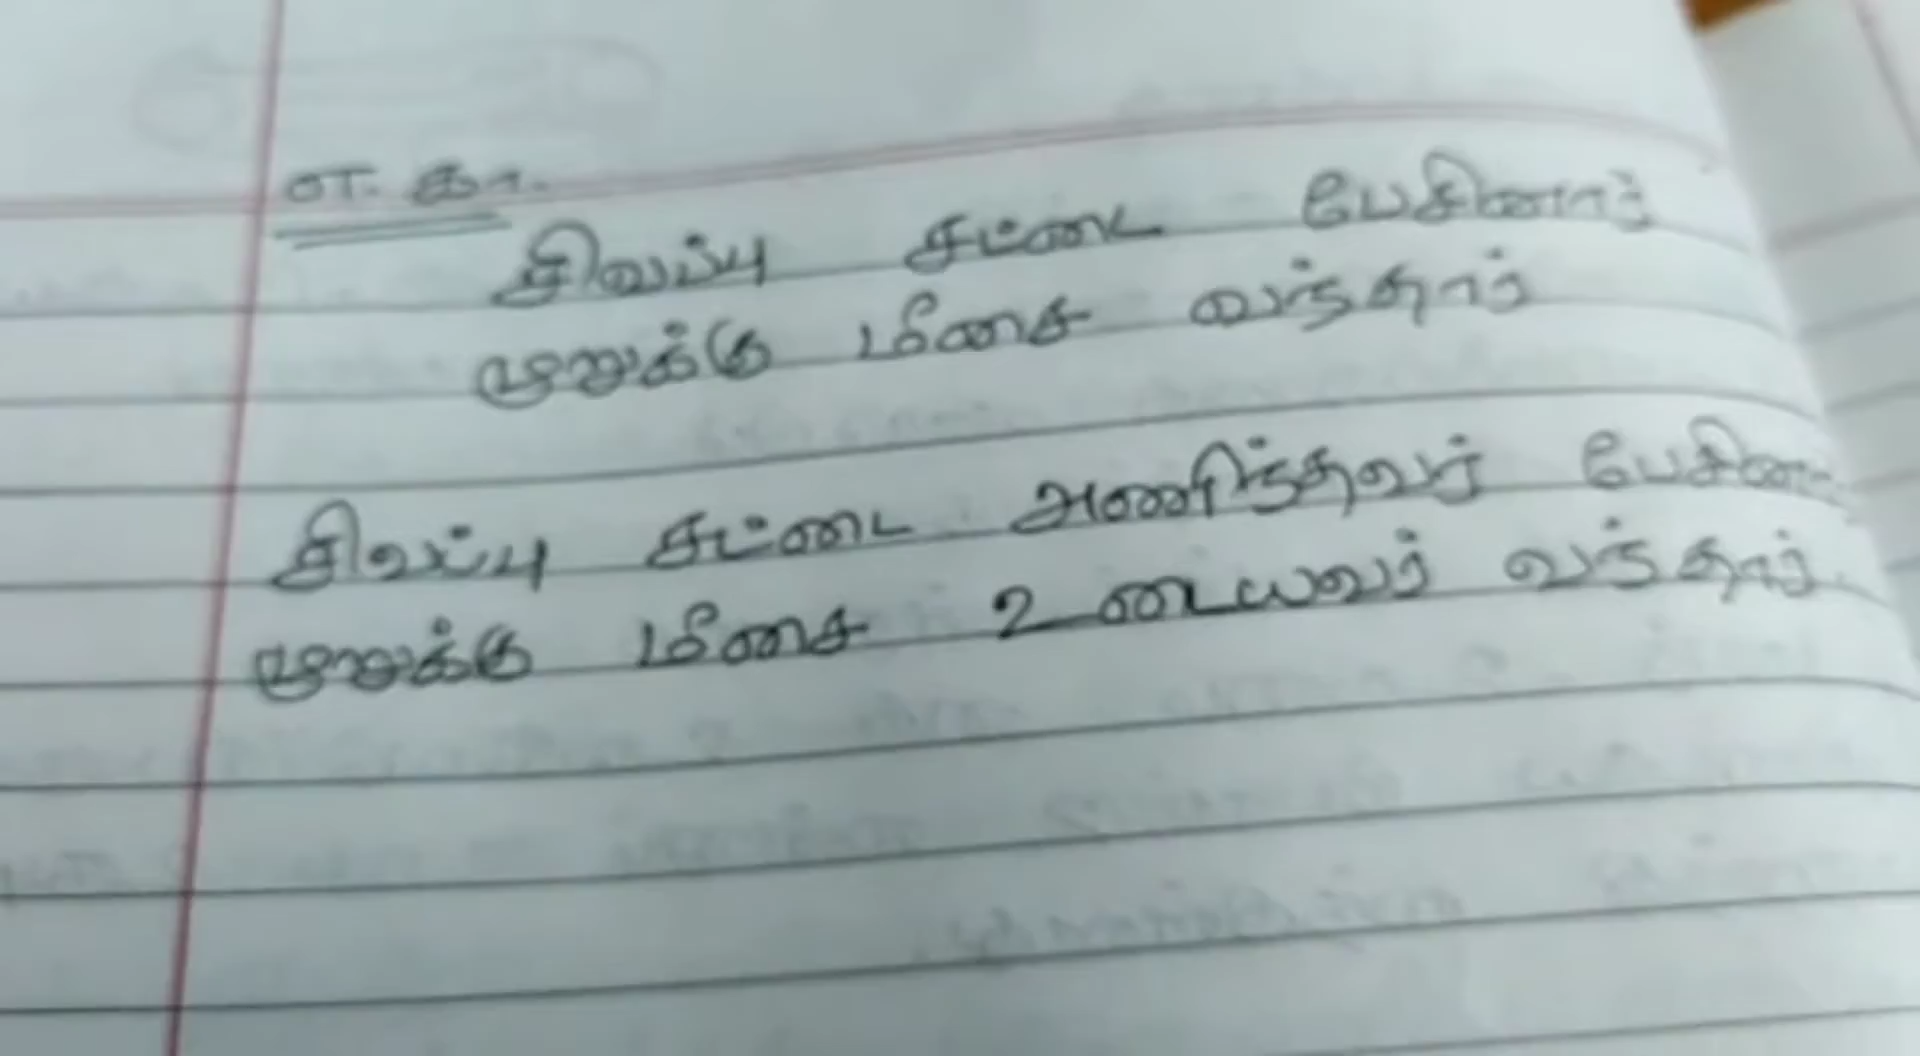 எ. கா.
சிவப்பு சட்டை பேசினார்
முறுக்கு மீசை வந்தார்
சிவப்பு சட்டை அணிந்தவர் பேசினா
முறுக்கு மீசை உடையவர் வந்தார்.